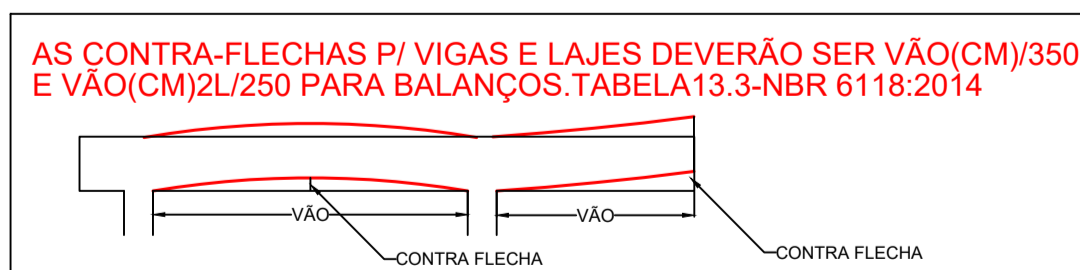 AS CONTRA-FLECHAS P/ VIGAS E LAJES DEVERÃO SER VÃO(CM)/350
E VÃO(CM)2L/250 PARA BALANÇOS.TABELA13.3-NBR 6118:2014
VÃO
VÃO
CONTRA FLECHA
CONTRA FLECHA